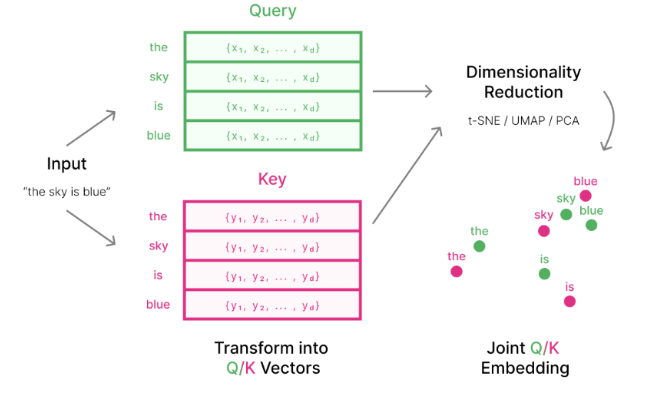 Query
the {x₁, x₂, ... , x_d}
sky {x₁, x₂, ... , x_d}
is {x₁, x₂, ... , x_d}
blue {x₁, x₂, ... , x_d}
Input
"the sky is blue"
Key
the {y₁, y₂, ... , y_d}
sky {y₁, y₂, ... , y_d}
is {y₁, y₂, ... , y_d}
blue {y₁, y₂, ... , y_d}
Transform into
Q/K Vectors
Dimensionality
Reduction
t-SNE / UMAP / PCA
blue
sky
blue
sky
the
the
is
is
Joint Q/K
Embedding